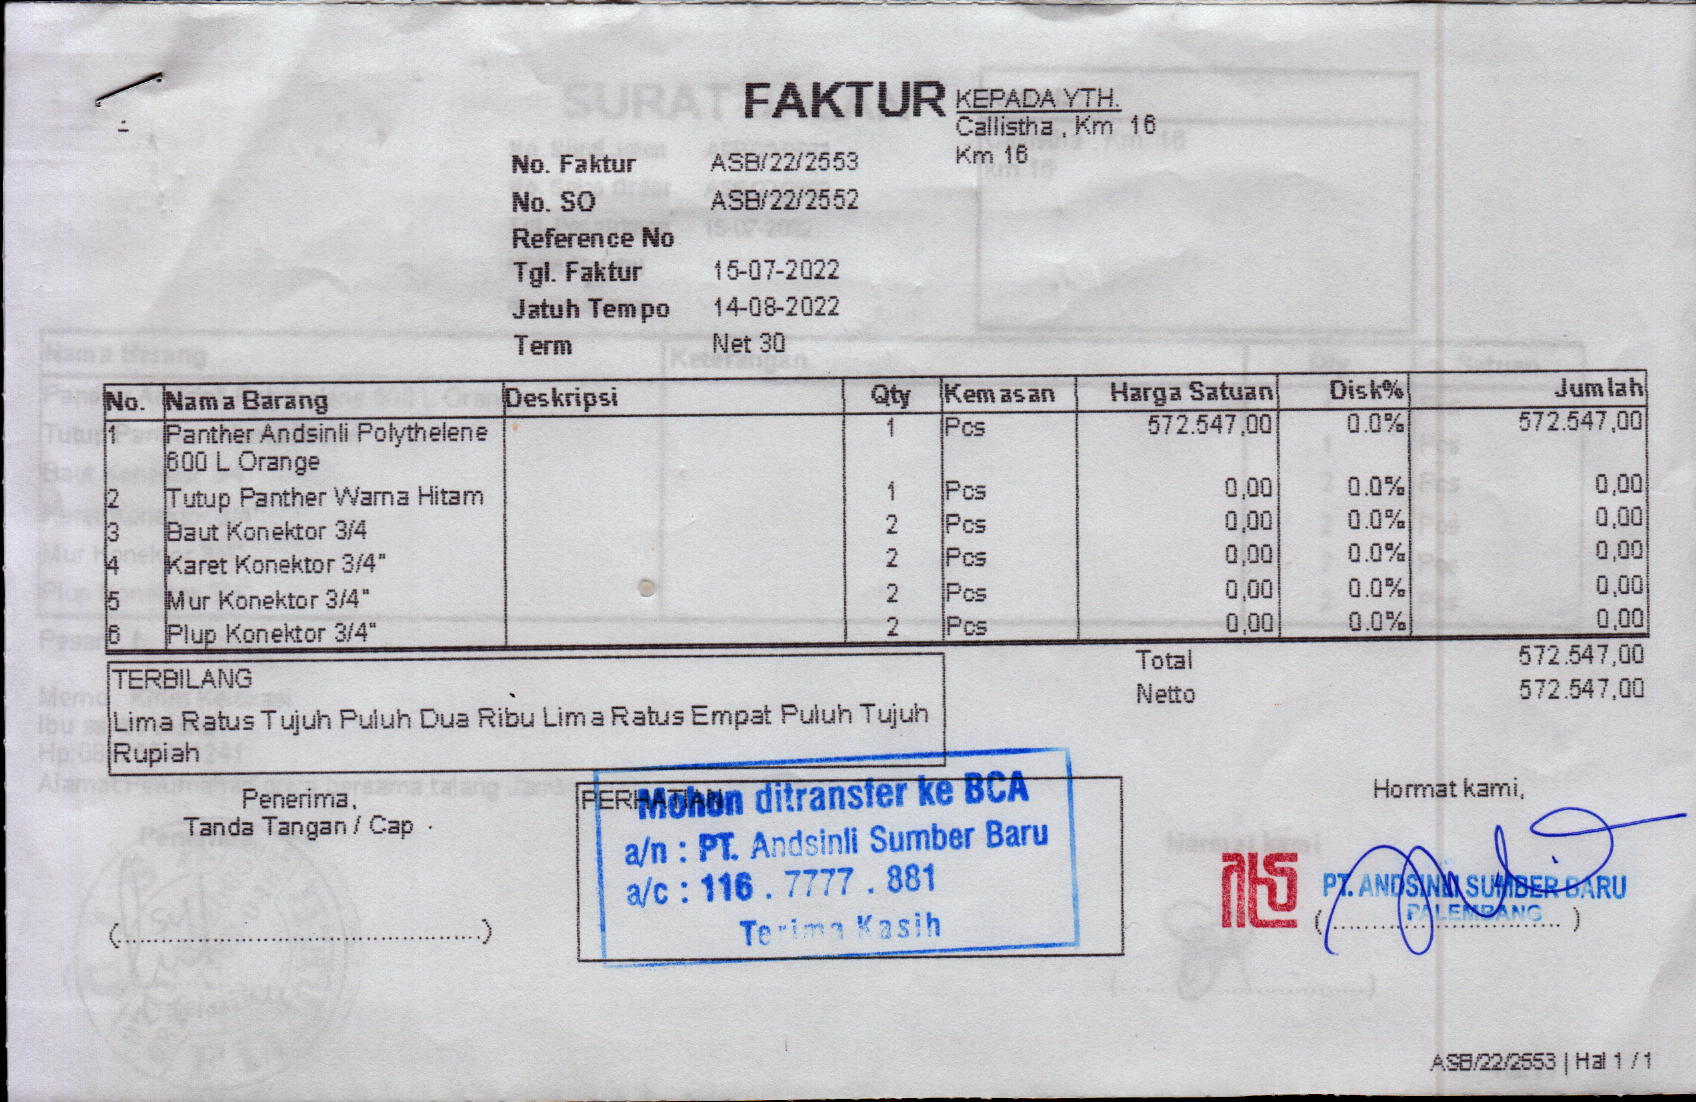 FAKTUR
KEPADA YTH.
Callistha , Km 16
Km 16
No. Faktur ASB/22/2553
No. SO ASB/22/2552
Reference No
Tgl. Faktur 15-07-2022
Jatuh Tempo 14-08-2022
Term Net 30
No. Nama Barang Deskripsi Qty Kemasan Harga Satuan Disk% Jumlah
1 Panther Andsinli Polythelene 1 Pcs 572.547,00 0.0% 572.547,00
600 L Orange
2 Tutup Panther Warna Hitam 1 Pcs 0,00 0.0% 0,00
3 Baut Konektor 3/4 2 Pcs 0,00 0.0% 0,00
4 Karet Konektor 3/4" 2 Pcs 0,00 0.0% 0,00
5 Mur Konektor 3/4" 2 Pcs 0,00 0.0% 0,00
6 Plup Konektor 3/4" 2 Pcs 0,00 0.0% 0,00
Total 572.547,00
Netto 572.547,00
TERBILANG
Lima Ratus Tujuh Puluh Dua Ribu Lima Ratus Empat Puluh Tujuh
Rupiah
Penerima,
Tanda Tangan / Cap
(...........................................)
PERHATIAN
Mohon ditransfer ke BCA
a/n : PT. Andsinli Sumber Baru
a/c : 116 . 7777 . 881
Terima Kasih
Hormat kami,
PT. ANDSINLI SUMBER BARU
PALEMBANG
(..............................)
ASB/22/2553 | Hal 1 / 1